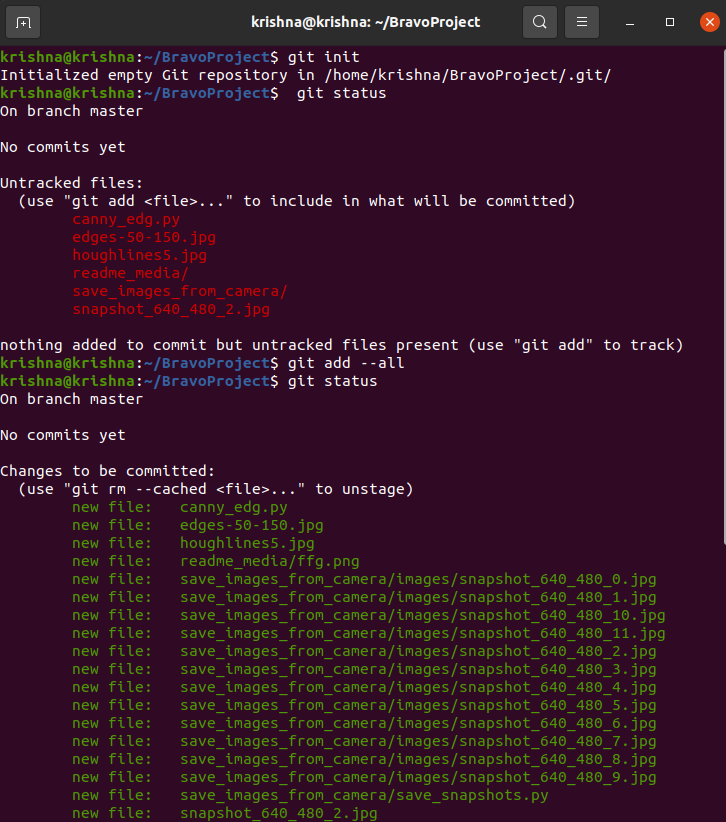 krishna@krishna: ~/BravoProject
krishna@krishna:~/BravoProject$ git init
Initialized empty Git repository in /home/krishna/BravoProject/.git/
krishna@krishna:~/BravoProject$  git status
On branch master
No commits yet
Untracked files:
  (use "git add <file>..." to include in what will be committed)
        canny_edg.py
        edges-50-150.jpg
        houghlines5.jpg
        readme_media/
        save_images_from_camera/
        snapshot_640_480_2.jpg
nothing added to commit but untracked files present (use "git add" to track)
krishna@krishna:~/BravoProject$ git add --all
krishna@krishna:~/BravoProject$ git status
On branch master
No commits yet
Changes to be committed:
  (use "git rm --cached <file>..." to unstage)
        new file:   canny_edg.py
        new file:   edges-50-150.jpg
        new file:   houghlines5.jpg
        new file:   readme_media/ffg.png
        new file:   save_images_from_camera/images/snapshot_640_480_0.jpg
        new file:   save_images_from_camera/images/snapshot_640_480_1.jpg
        new file:   save_images_from_camera/images/snapshot_640_480_10.jpg
        new file:   save_images_from_camera/images/snapshot_640_480_11.jpg
        new file:   save_images_from_camera/images/snapshot_640_480_2.jpg
        new file:   save_images_from_camera/images/snapshot_640_480_3.jpg
        new file:   save_images_from_camera/images/snapshot_640_480_4.jpg
        new file:   save_images_from_camera/images/snapshot_640_480_5.jpg
        new file:   save_images_from_camera/images/snapshot_640_480_6.jpg
        new file:   save_images_from_camera/images/snapshot_640_480_7.jpg
        new file:   save_images_from_camera/images/snapshot_640_480_8.jpg
        new file:   save_images_from_camera/images/snapshot_640_480_9.jpg
        new file:   save_images_from_camera/save_snapshots.py
        new file:   snapshot_640_480_2.jpg